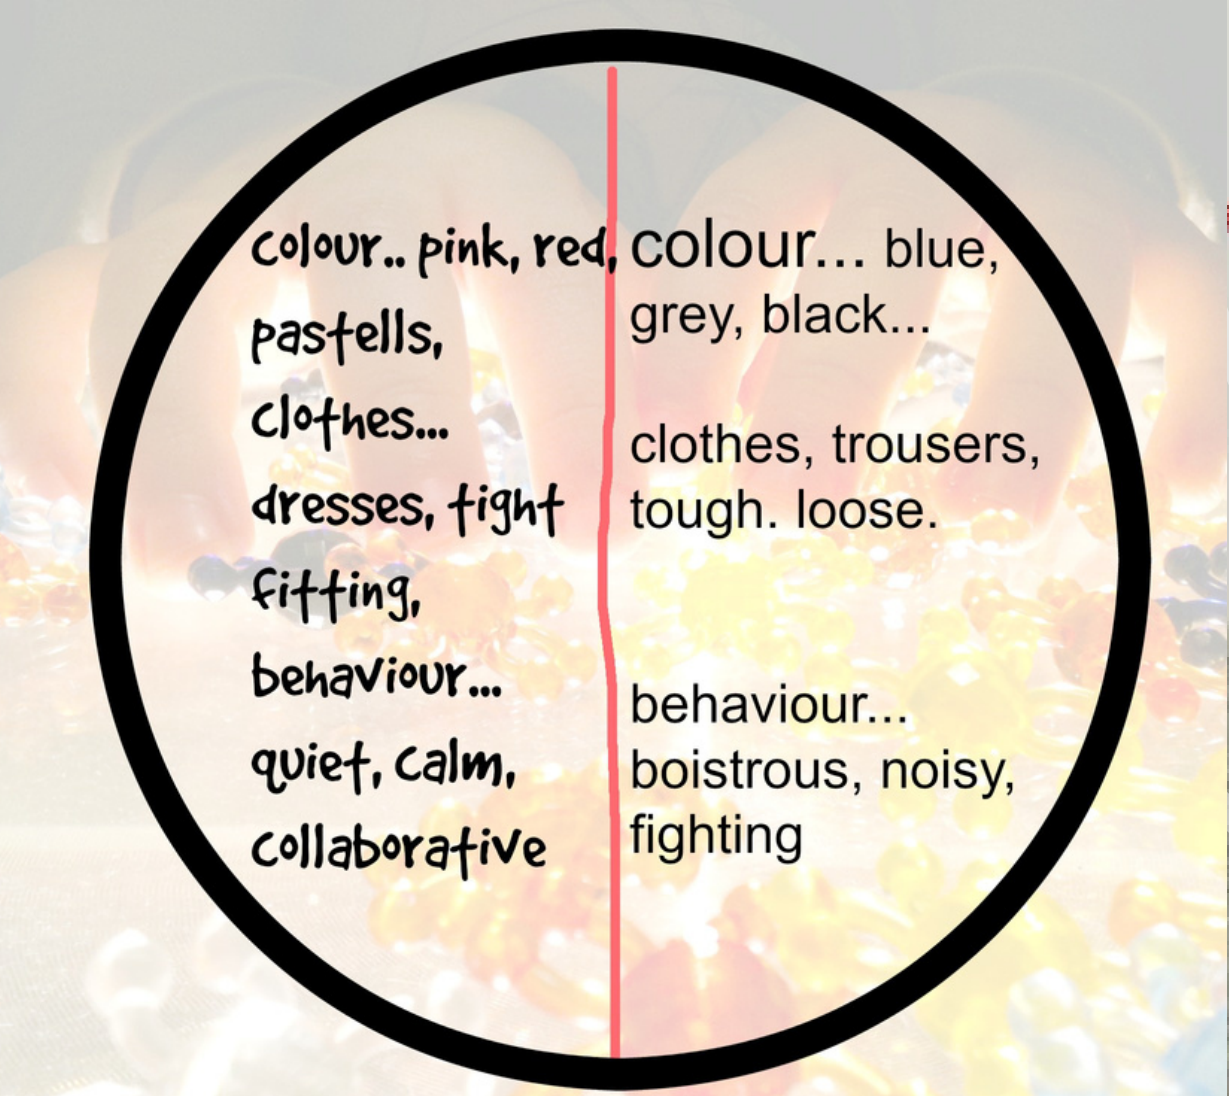 colour.. pink, red,
pastells,
clothes...
dresses, tight
fitting,
behaviour...
quiet, calm,
collaborative
colour... blue,
grey, black...
clothes, trousers,
tough. loose.
behaviour...
boistrous, noisy,
fighting